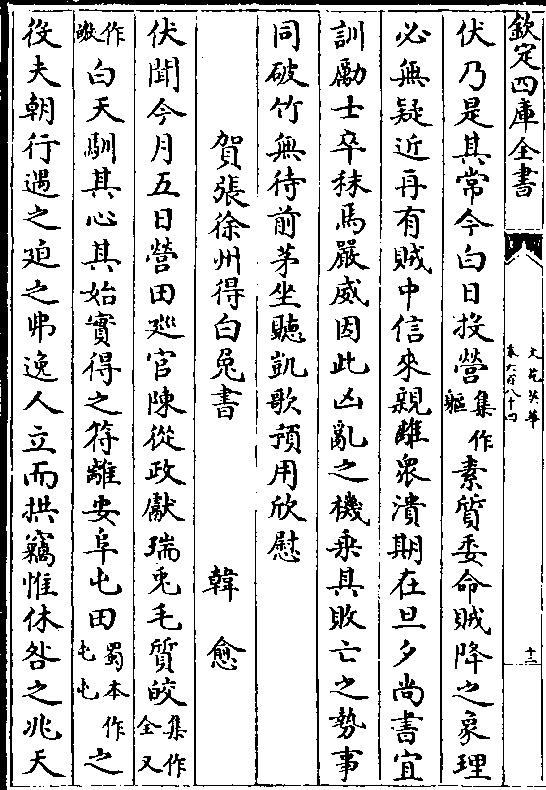 欽定四庫全書
文苑英華
卷六百八十四
十二
伏乃是其常今白日投營集作軀素質委命賊降之象理
必無疑近再有賊中信來親離衆潰期在旦夕尚書宜
訓勵士卒秣馬嚴威因此凶亂之機乗其敗亡之勢事
同破竹無待前茅坐聽凱歌預用欣慰
賀張徐州得白兎書
韓愈
伏聞今月五日營田廵官陳從政獻瑞兎毛質皎集作全又
作皦白天馴其心其始實得之符離安阜屯田蜀本作屯屯之
役夫朝行遇之廹之弗逸人立而拱竊惟休咎之兆天